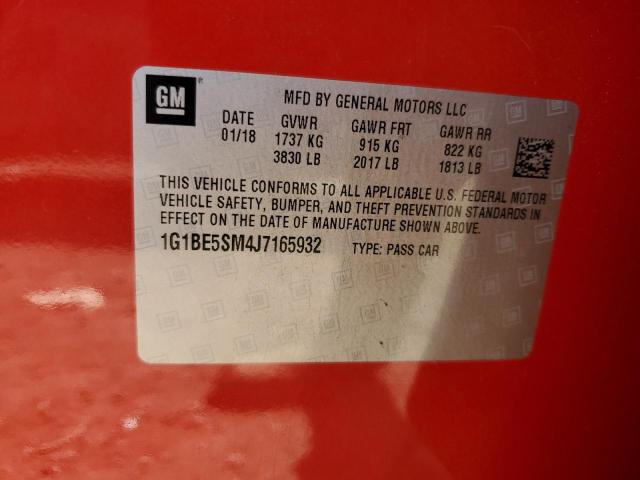 GM
MFD BY GENERAL MOTORS LLC
DATE GVWR GAWR FRT GAWR RR
01/18 1737 KG 915 KG 822 KG
3830 LB 2017 LB 1813 LB
THIS VEHICLE CONFORMS TO ALL APPLICABLE U.S. FEDERAL MOTOR
VEHICLE SAFETY, BUMPER, AND THEFT PREVENTION STANDARDS IN
EFFECT ON THE DATE OF MANUFACTURE SHOWN ABOVE.
1G1BE5SM4J7165932 TYPE: PASS CAR